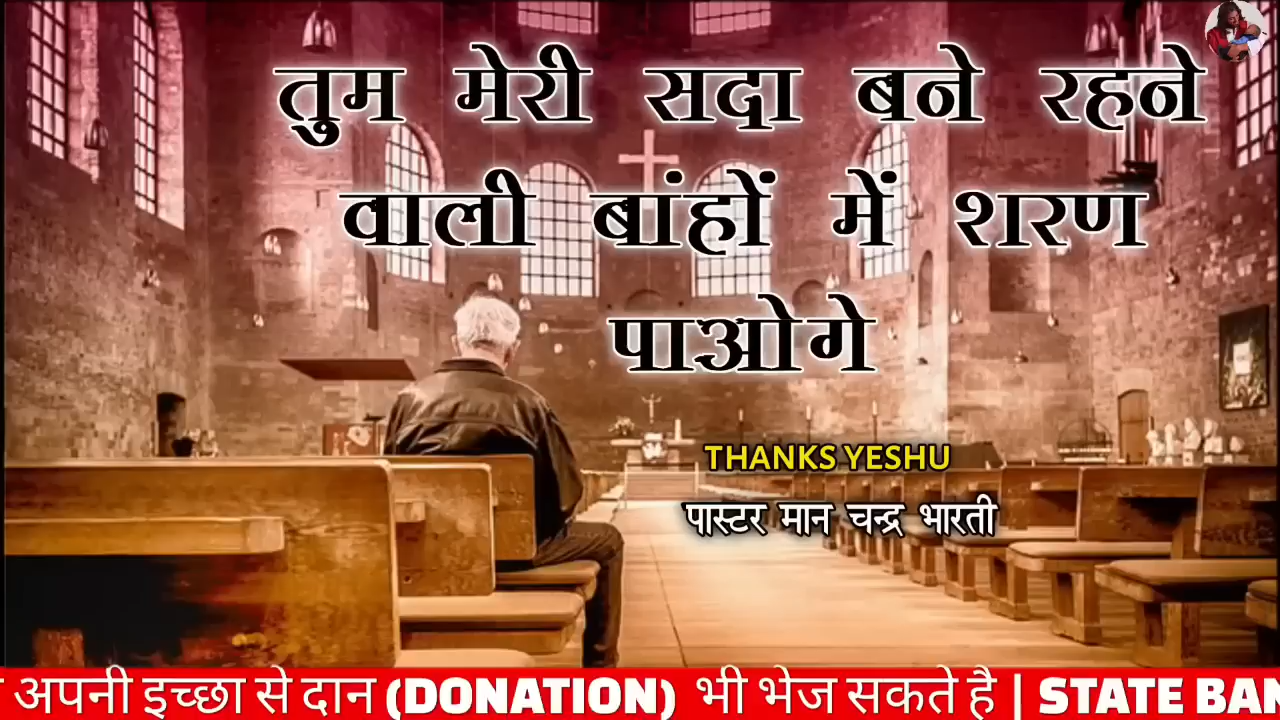 तुम मेरी सदा बने रहने
वाली बांहों में शरण
पाओगे
THANKS YESHU
पास्टर मान चन्द्र भारती
अपनी इच्छा से दान (DONATION) भी भेज सकते है | STATE BAN